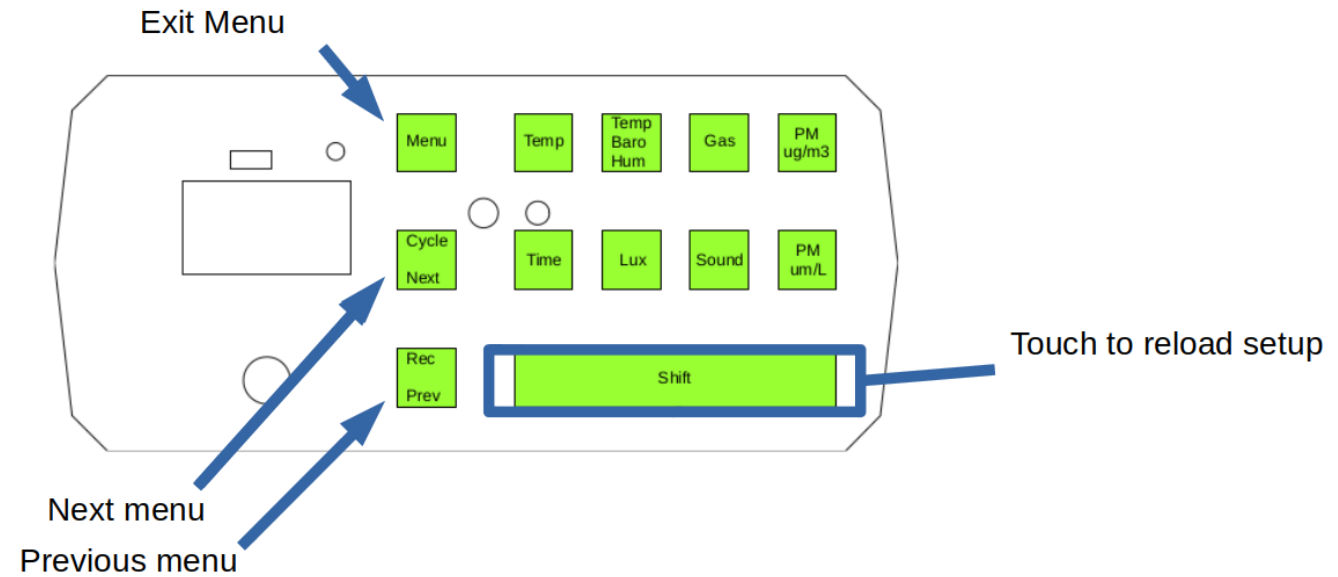 Exit Menu
Menu
Temp
Temp
Baro
Hum
Gas
PM
ug/m3
Cycle
Next
Time
Lux
Sound
PM
um/L
Rec
Prev
Shift
Touch to reload setup
Next menu
Previous menu